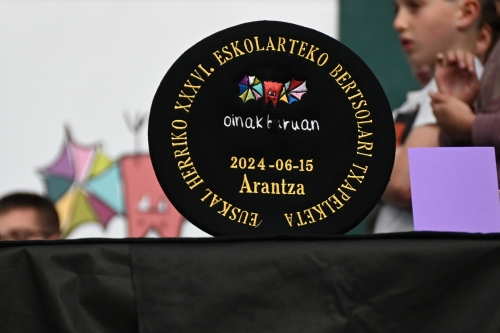 EUSKAL HERRIKO XXXVI. ESKOLARTEKO BERTSOLARI TXAPELKETA
oinak buruan
2024-06-15
Arantza